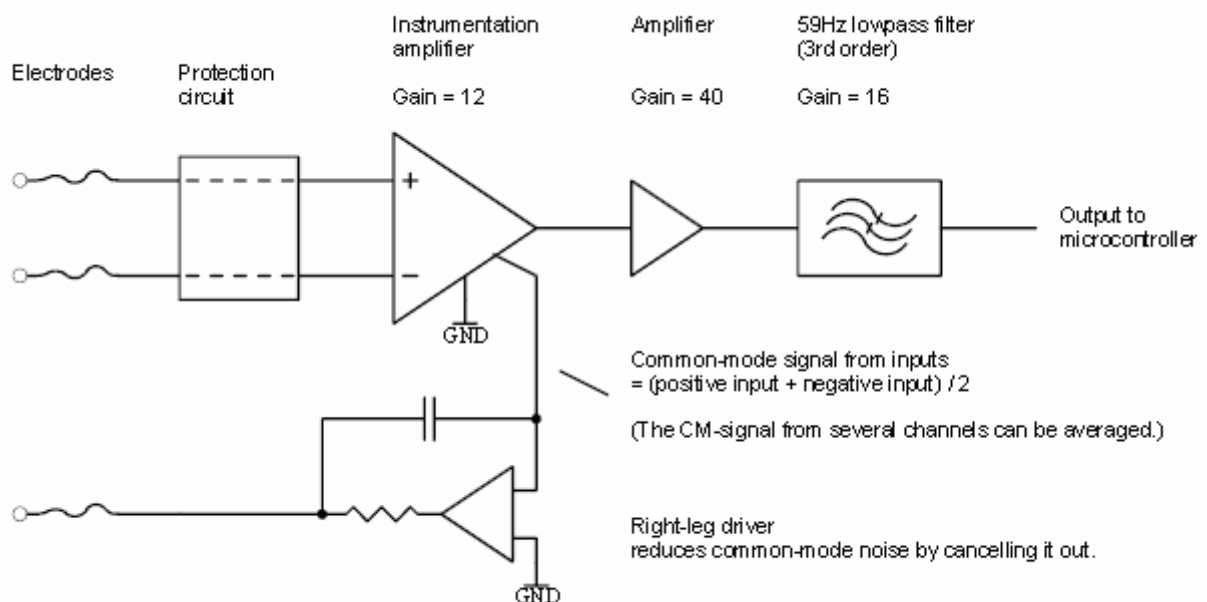 Instrumentation
amplifier
Gain = 12
Amplifier
Gain = 40
59Hz lowpass filter
(3rd order)
Gain = 16
Electrodes
Protection
circuit
+
−
GND
Output to
microcontroller
Common-mode signal from inputs
= (positive input + negative input) / 2
(The CM-signal from several channels can be averaged.)
Right-leg driver
reduces common-mode noise by cancelling it out.
GND